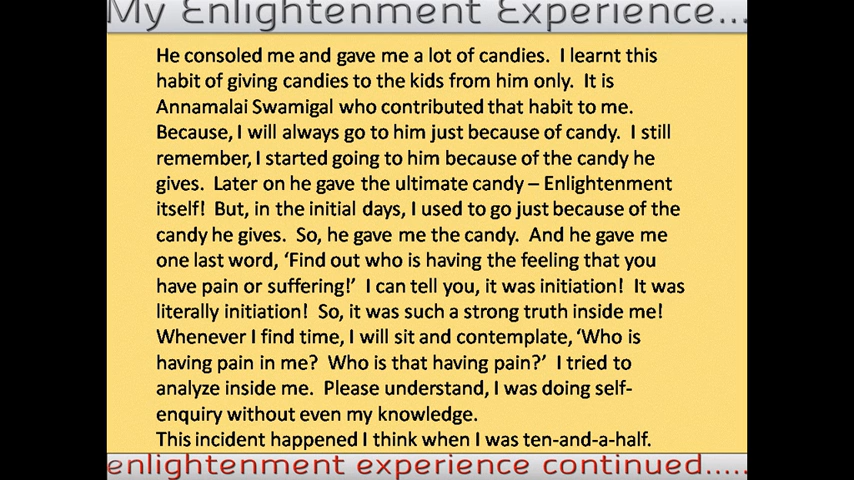 My Enlightenment Experience...
He consoled me and gave me a lot of candies. I learnt this
habit of giving candies to the kids from him only. It is
Annamalai Swamigal who contributed that habit to me.
Because, I will always go to him just because of candy. I still
remember, I started going to him because of the candy he
gives. Later on he gave the ultimate candy – Enlightenment
itself! But, in the initial days, I used to go just because of the
candy he gives. So, he gave me the candy. And he gave me
one last word, ‘Find out who is having the feeling that you
have pain or suffering!’ I can tell you, it was initiation! It was
literally initiation! So, it was such a strong truth inside me!
Whenever I find time, I will sit and contemplate, ‘Who is
having pain in me? Who is that having pain?’ I tried to
analyze inside me. Please understand, I was doing self-
enquiry without even my knowledge.
This incident happened I think when I was ten-and-a-half.
enlightenment experience continued.....